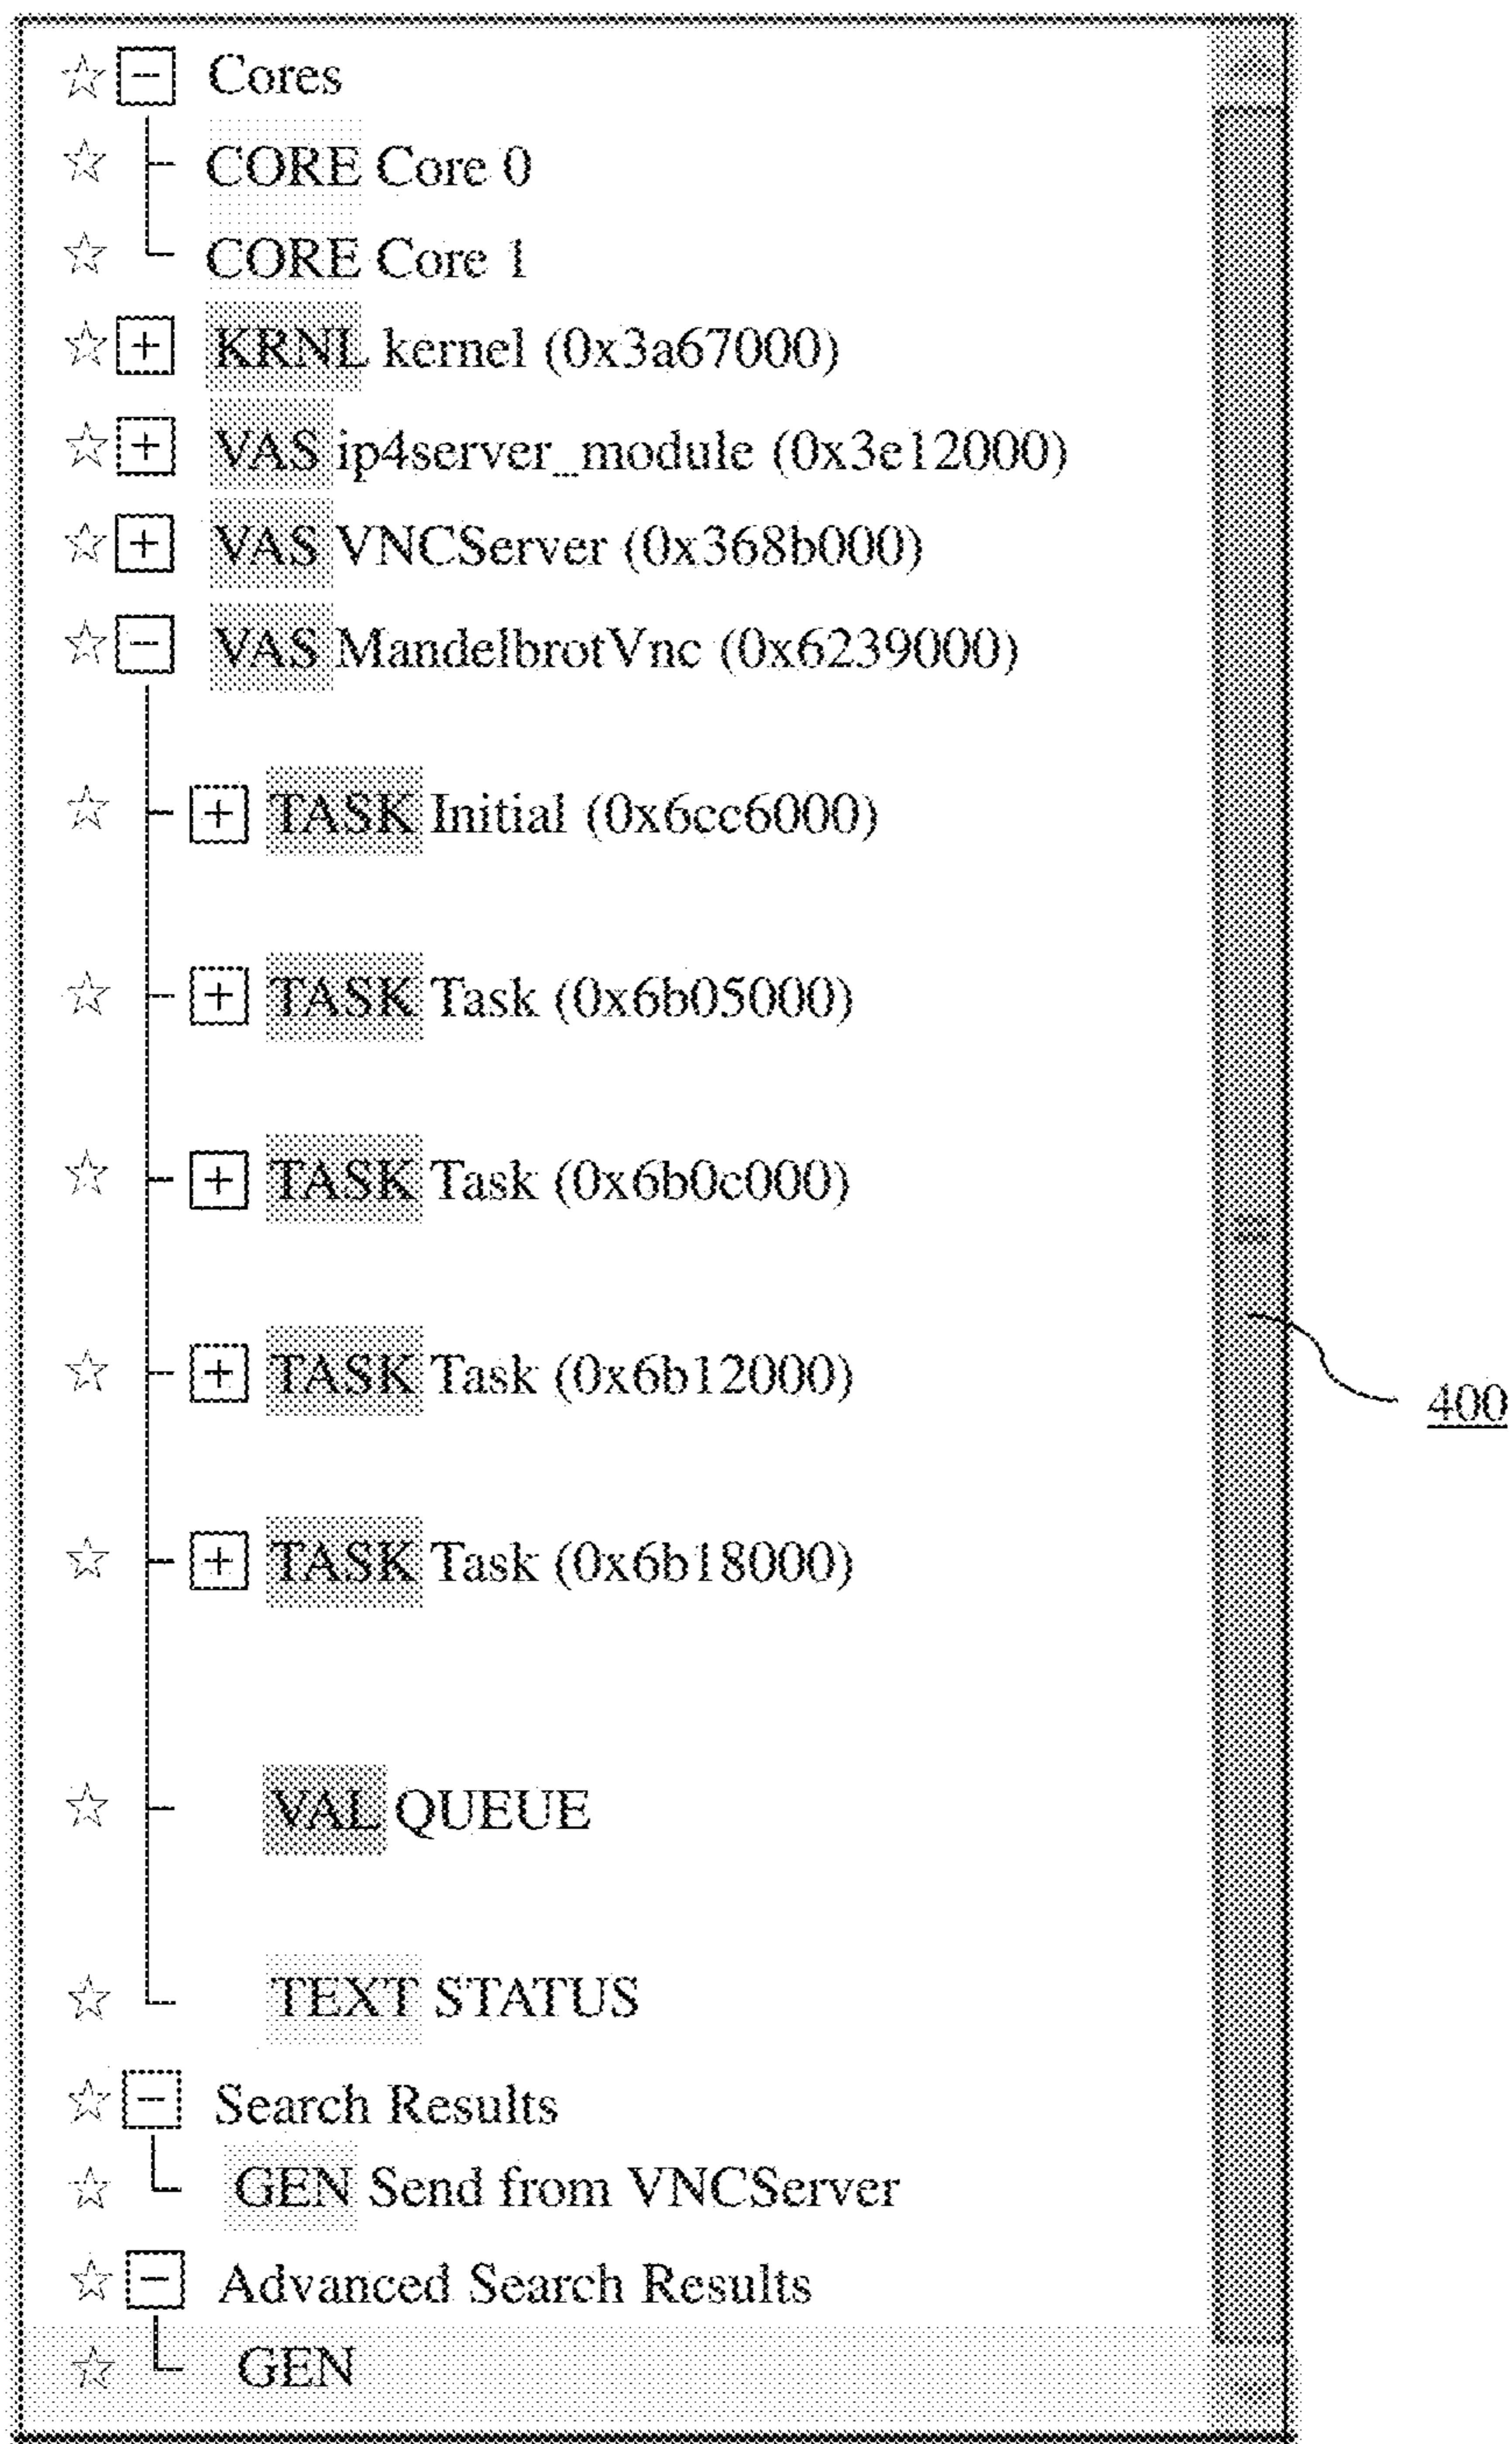 Cores
CORE Core 0
CORE Core 1
KRNL kernel (0x3a67000)
VAS ip4server_module (0x3e12000)
VAS VNCServer (0x368b000)
VAS MandelbrotVnc (0x6239000)
TASK Initial (0x6cc6000)
TASK Task (0x6b05000)
TASK Task (0x6b0c000)
TASK Task (0x6b12000)
400
TASK Task (0x6b18000)
VAL QUEUE
TEXT STATUS
Search Results
GEN Send from VNCServer
Advanced Search Results
GEN